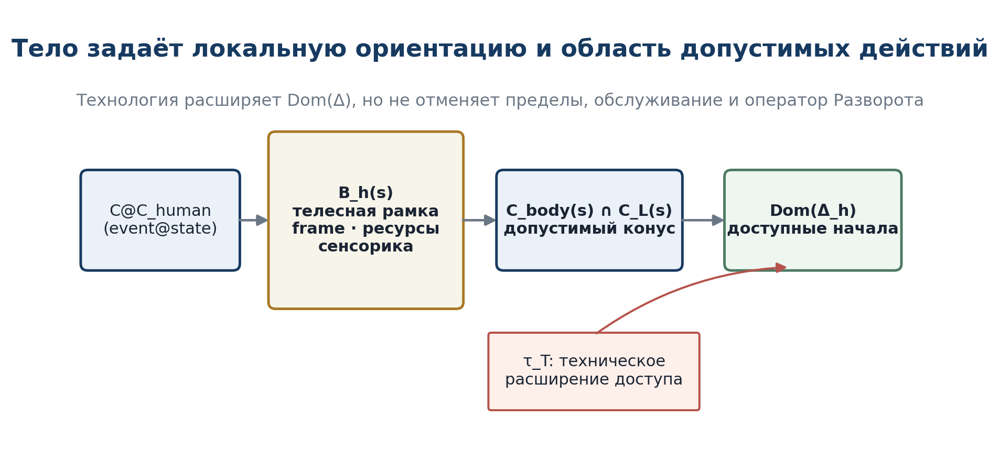 Тело задаёт локальную ориентацию и область допустимых действий
Технология расширяет Dom(Δ), но не отменяет пределы, обслуживание и оператор Разворота
C@C_human
(event@state)
B_h(s)
телесная рамка
frame · ресурсы
сенсорика
C_body(s) ∩ C_L(s)
допустимый конус
Dom(Δ_h)
доступные начала
τ_T: техническое
расширение доступа